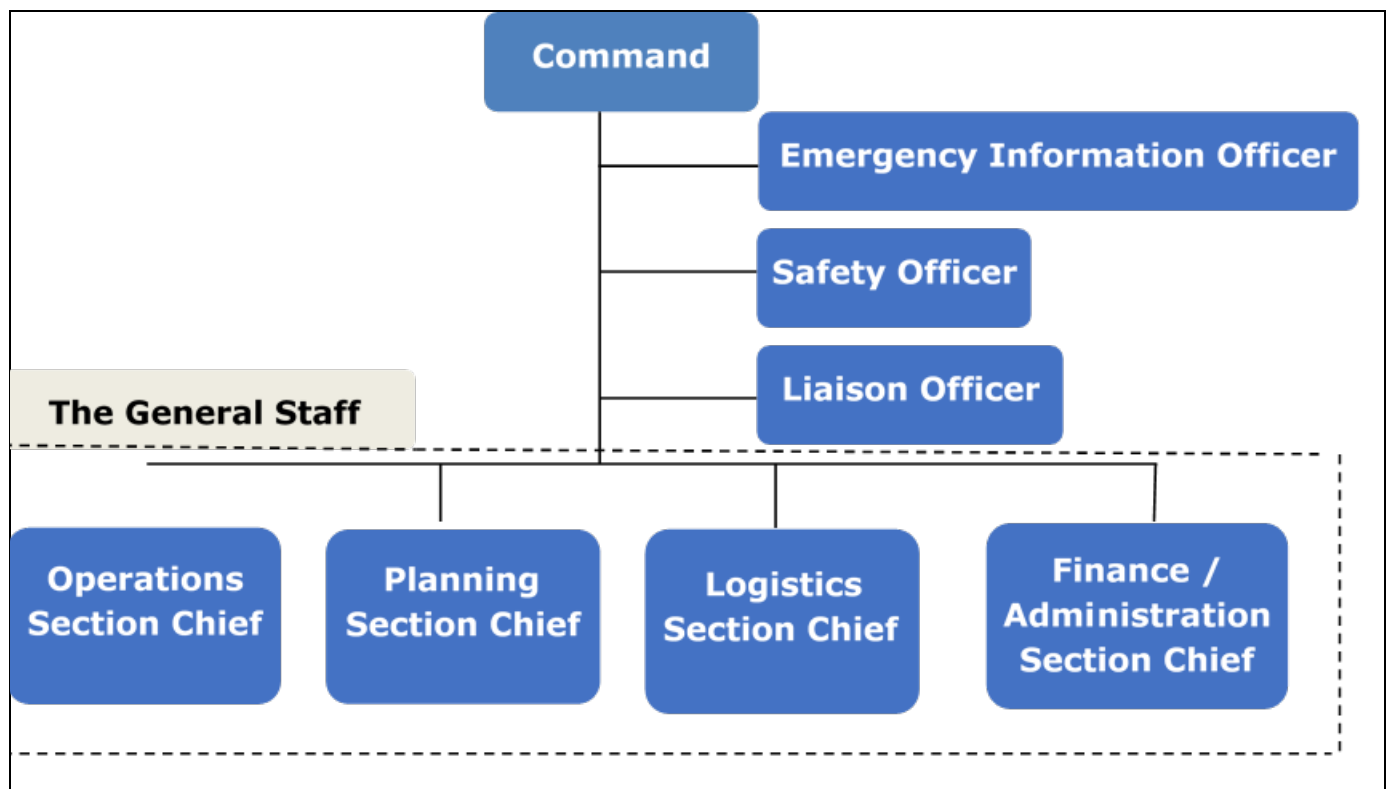 Command
Emergency Information Officer
Safety Officer
Liaison Officer
The General Staff
Operations
Section Chief
Planning
Section Chief
Logistics
Section Chief
Finance /
Administration
Section Chief